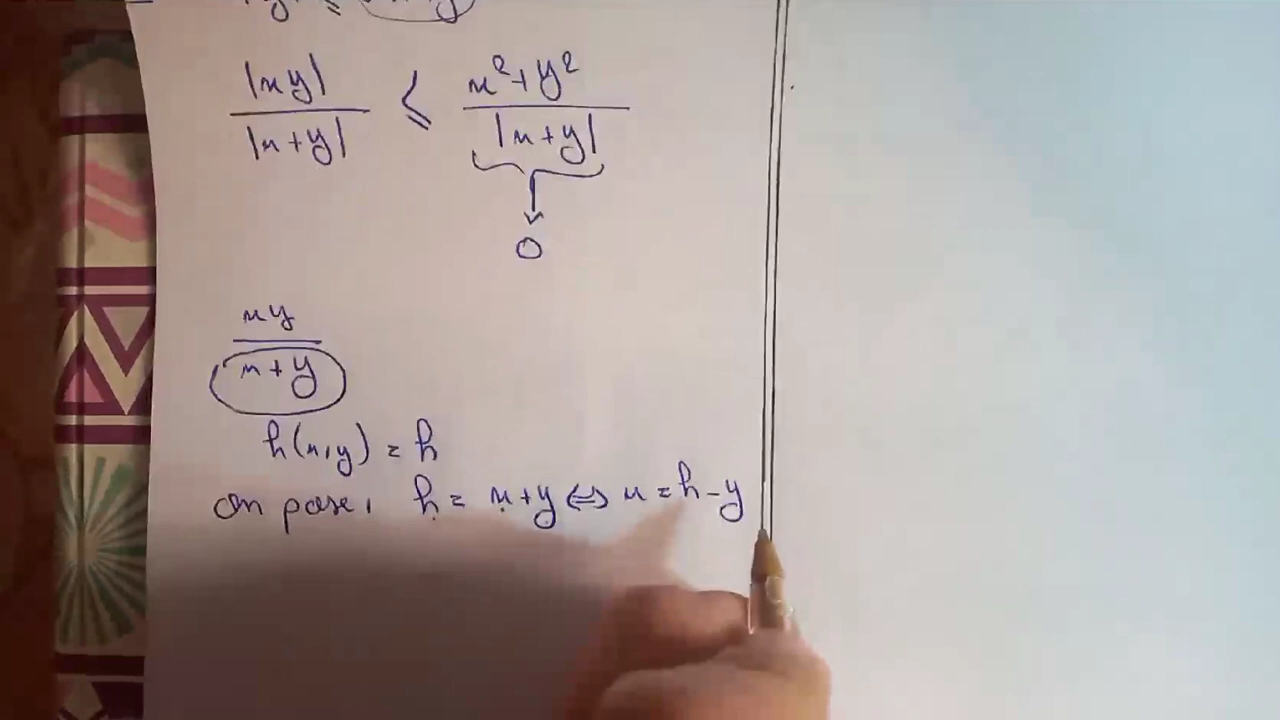 |xy| / |x+y| ≤ x²+y² / |x+y|
0
xy / x+y
h(x,y) = h
On pose : h = x+y ⇔ x = h-y